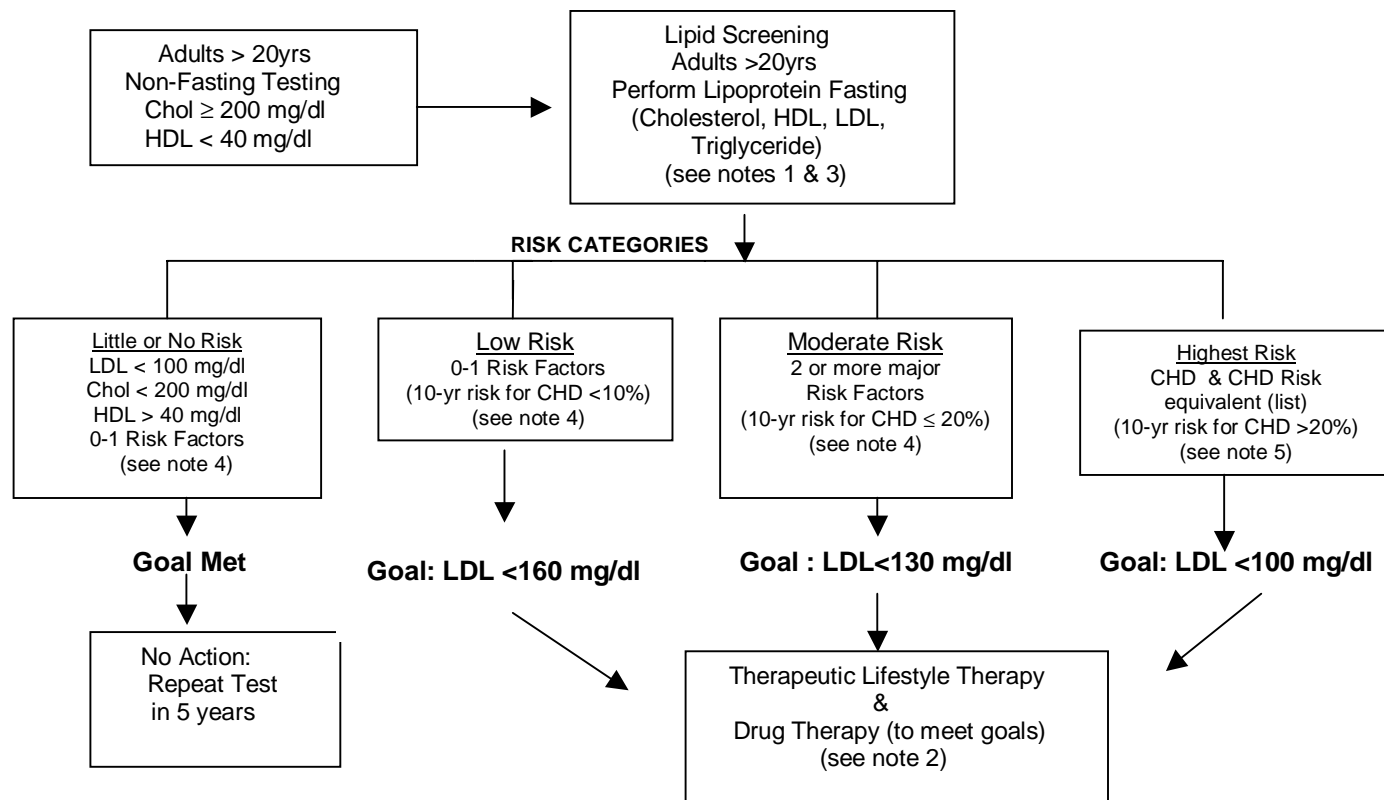 Adults > 20yrs
Non-Fasting Testing
Chol ≥ 200 mg/dl
HDL < 40 mg/dl
Lipid Screening
Adults >20yrs
Perform Lipoprotein Fasting
(Cholesterol, HDL, LDL,
Triglyceride)
(see notes 1 & 3)
RISK CATEGORIES
Little or No Risk
LDL < 100 mg/dl
Chol < 200 mg/dl
HDL > 40 mg/dl
0-1 Risk Factors
(see note 4)
Low Risk
0-1 Risk Factors
(10-yr risk for CHD <10%)
(see note 4)
Moderate Risk
2 or more major
Risk Factors
(10-yr risk for CHD ≤ 20%)
(see note 4)
Highest Risk
CHD & CHD Risk
equivalent (list)
(10-yr risk for CHD >20%)
(see note 5)
Goal Met
Goal: LDL <160 mg/dl
Goal : LDL<130 mg/dl
Goal: LDL <100 mg/dl
No Action:
Repeat Test
in 5 years
Therapeutic Lifestyle Therapy
&
Drug Therapy (to meet goals)
(see note 2)